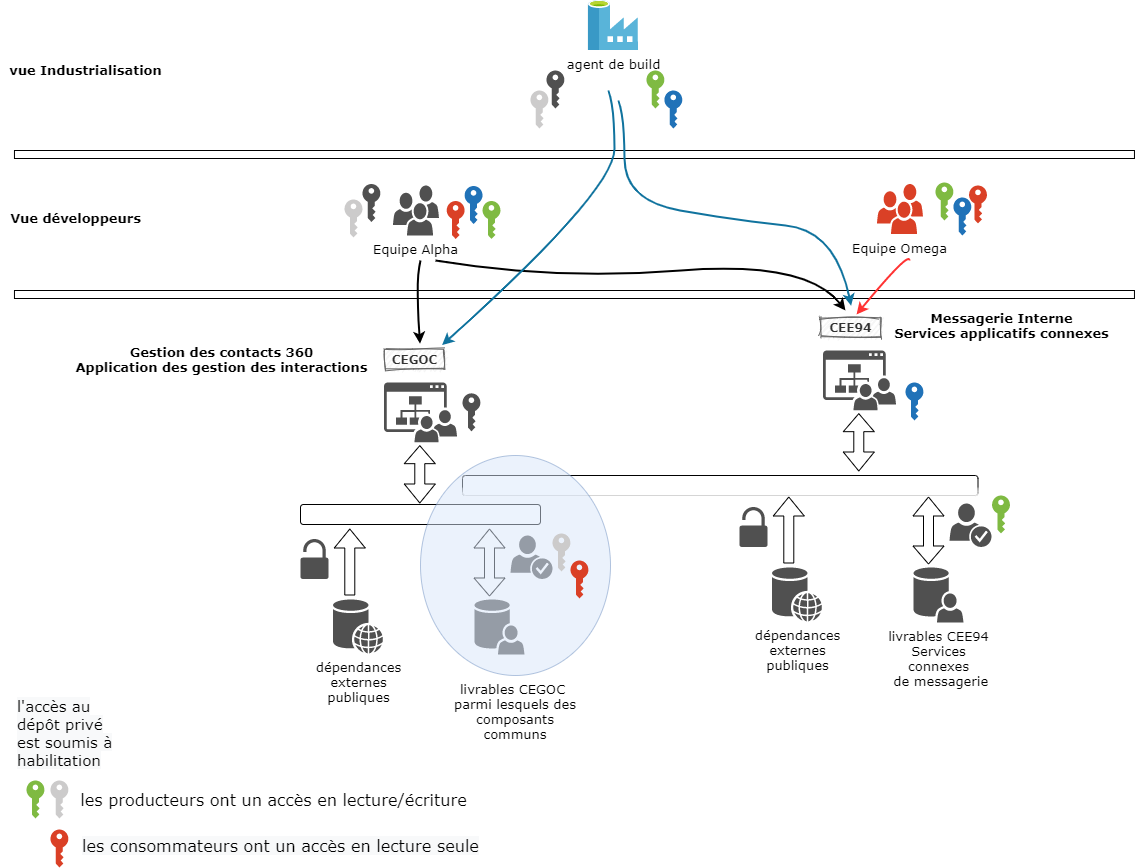 agent de build
vue Industrialisation
Vue développeurs
Equipe Alpha
Equipe Omega
Messagerie Interne
Services applicatifs connexes
CEE94
Gestion des contacts 360
Application des gestion des interactions
CEGOC
dépendances
externes
publiques
livrables CEGOC
parmi lesquels des
composants
communs
dépendances
externes
publiques
livrables CEE94
Services
connexes
de messagerie
l'accès au
dépôt privé
est soumis à
habilitation
les producteurs ont un accès en lecture/écriture
les consommateurs ont un accès en lecture seule